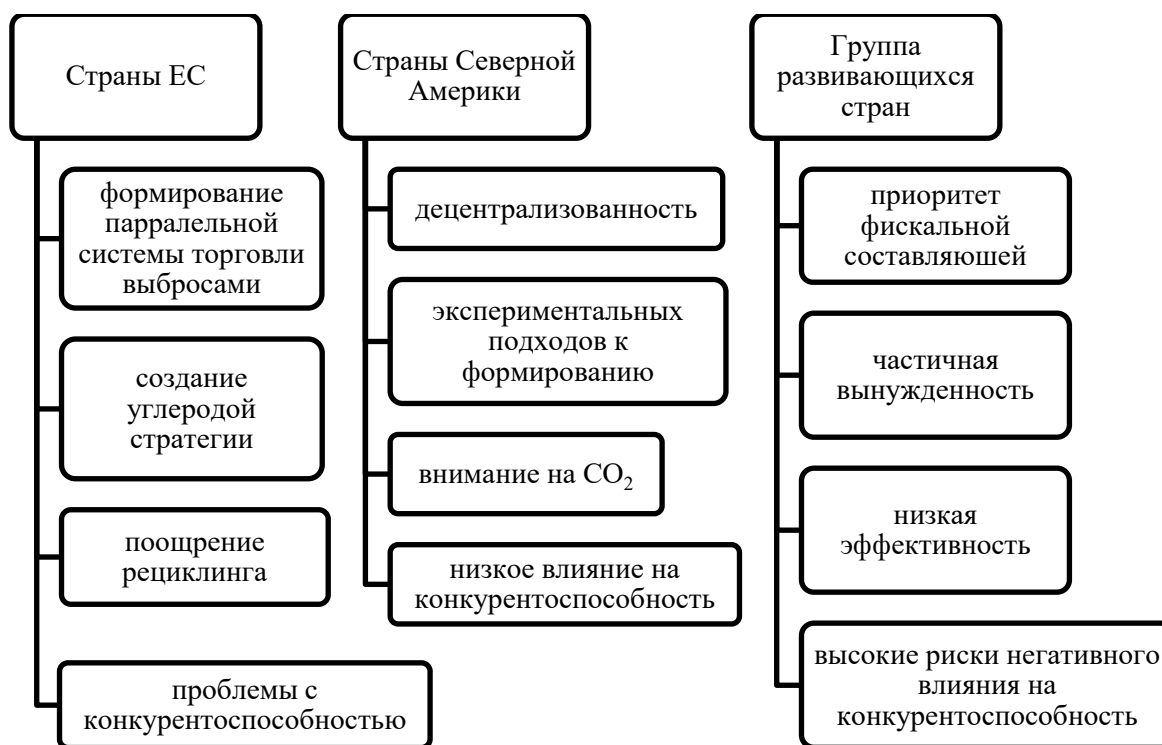 Страны ЕС
формирование
парралельной
системы торговли
выбросами
создание
углеродой
стратегии
поощрение
рециклинга
проблемы с
конкурентоспособностью
Страны Северной
Америки
децентрализованность
экспериментальных
подходов к
формированию
внимание на CO₂
низкое влияние на
конкурентоспособность
Группа
развивающихся
стран
приоритет
фискальной
составляюшей
частичная
вынужденность
низкая
эффективность
высокие риски негативного
влияния на
конкурентоспособность